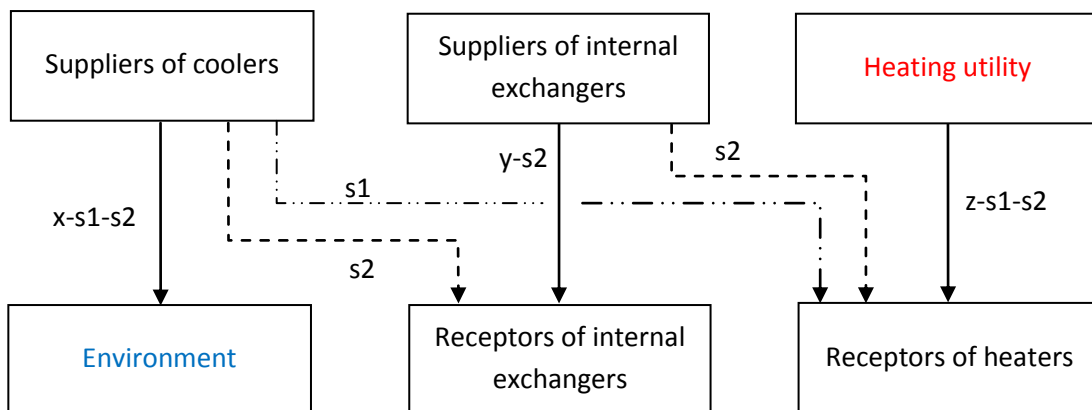 Suppliers of coolers
Suppliers of internal
exchangers
Heating utility
s1
y-s2
s2
x-s1-s2
z-s1-s2
s2
Environment
Receptors of internal
exchangers
Receptors of heaters